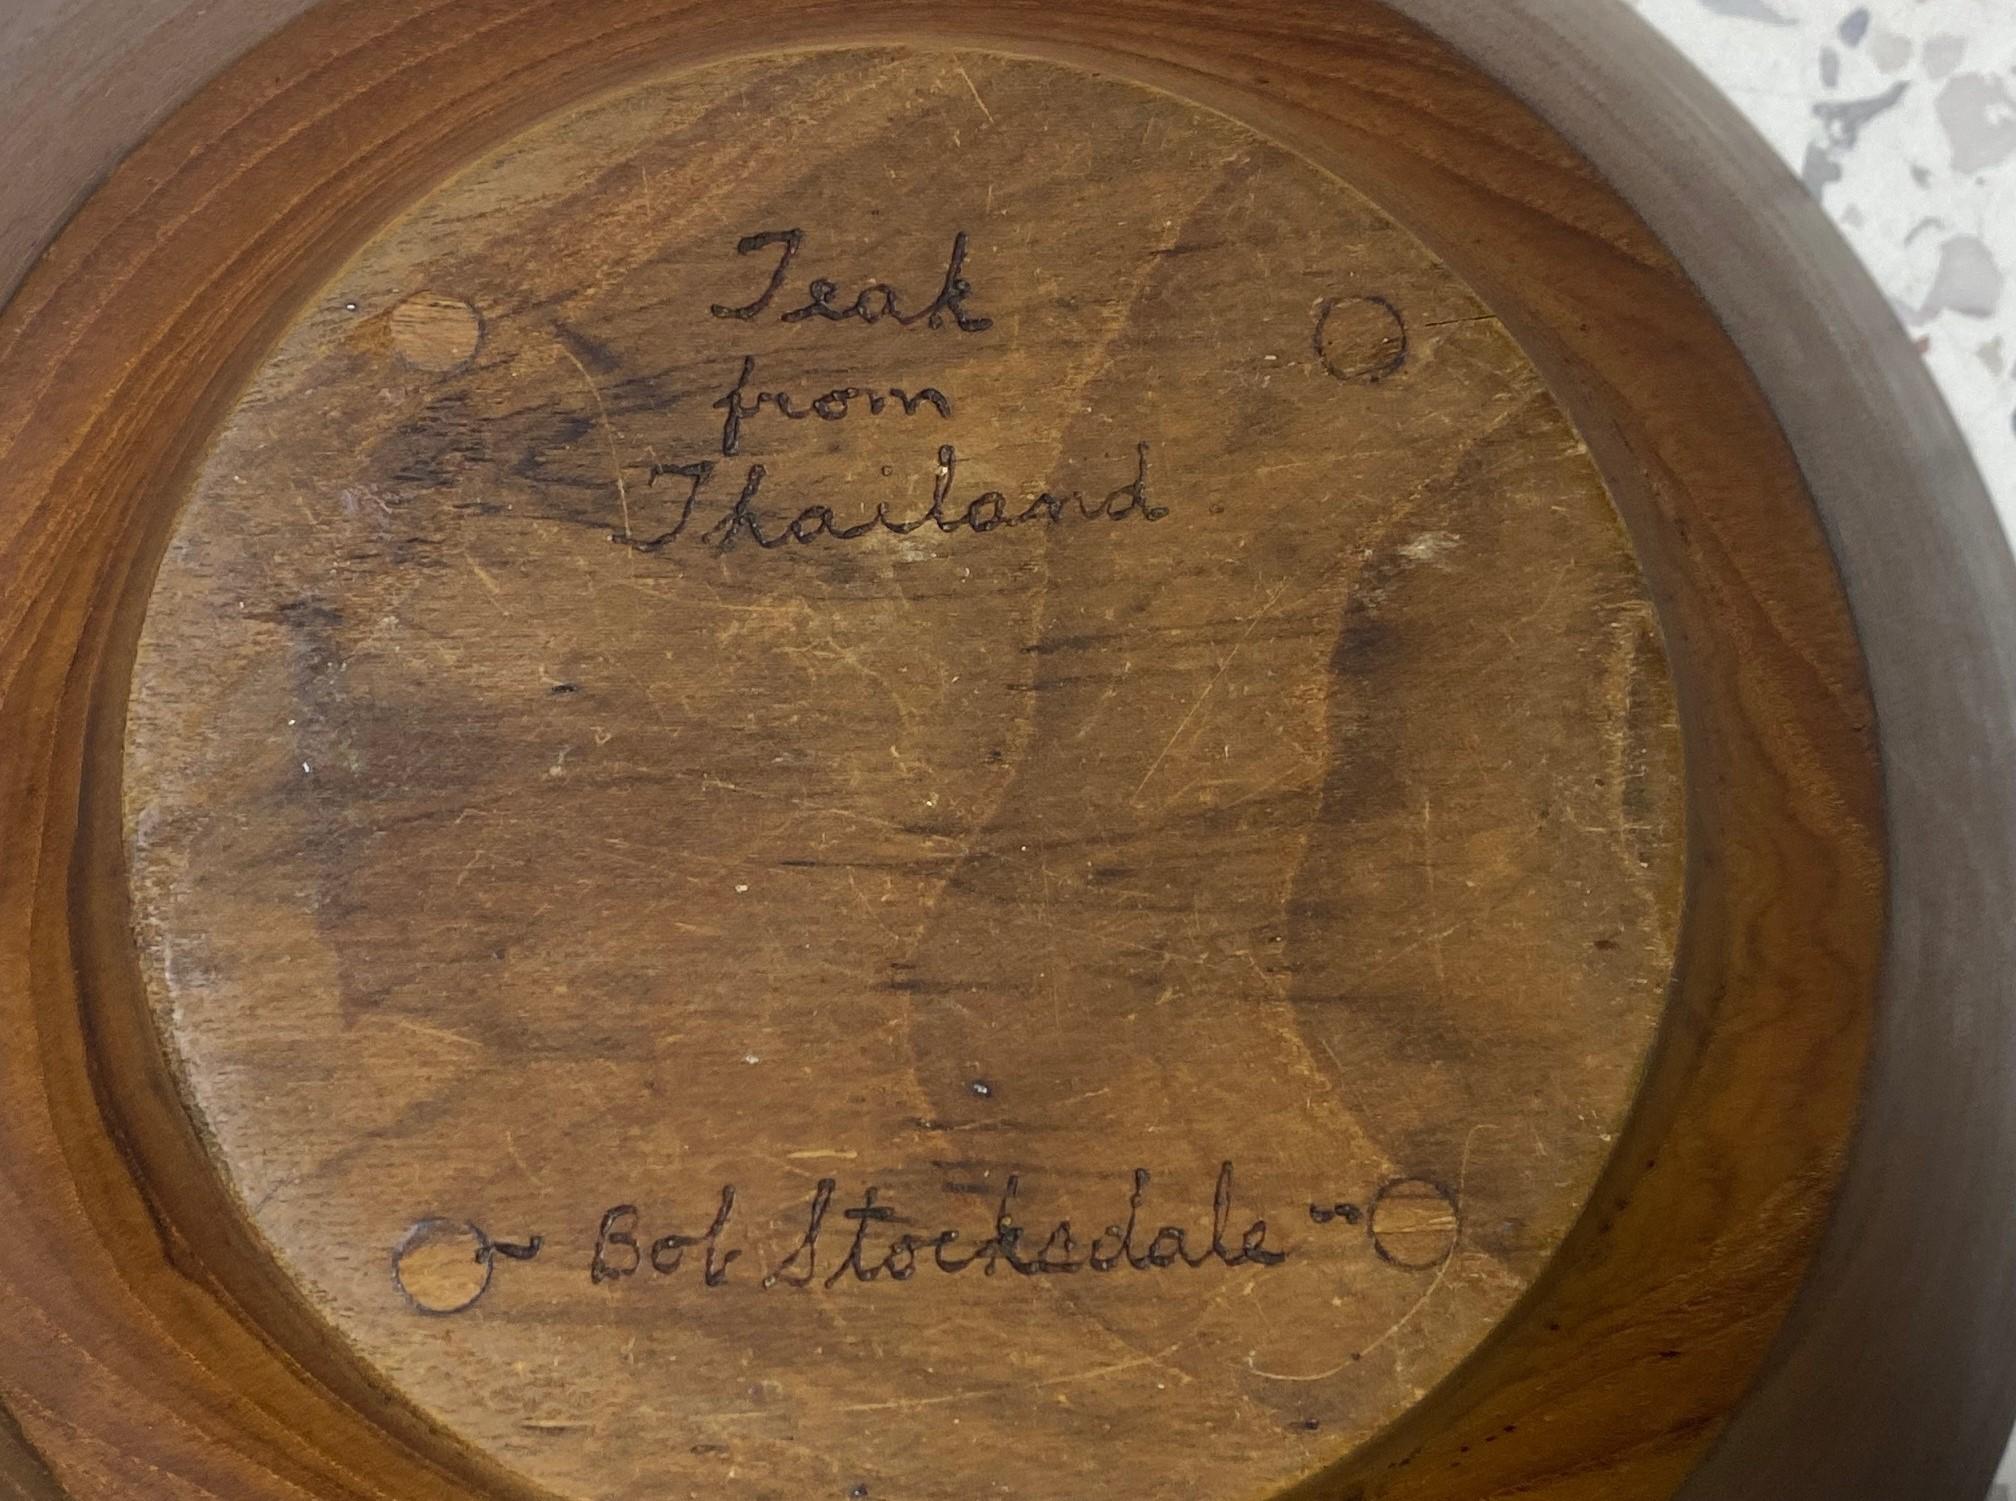 Teak
from
Thailand
~ Bob Stocksdale ~